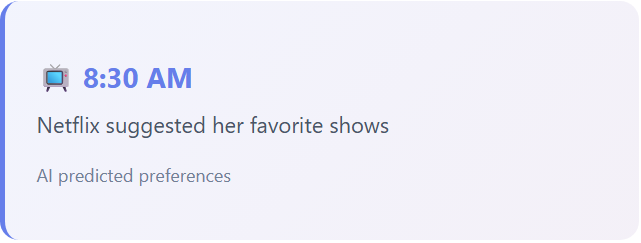 📺 8:30 AM
Netflix suggested her favorite shows
AI predicted preferences